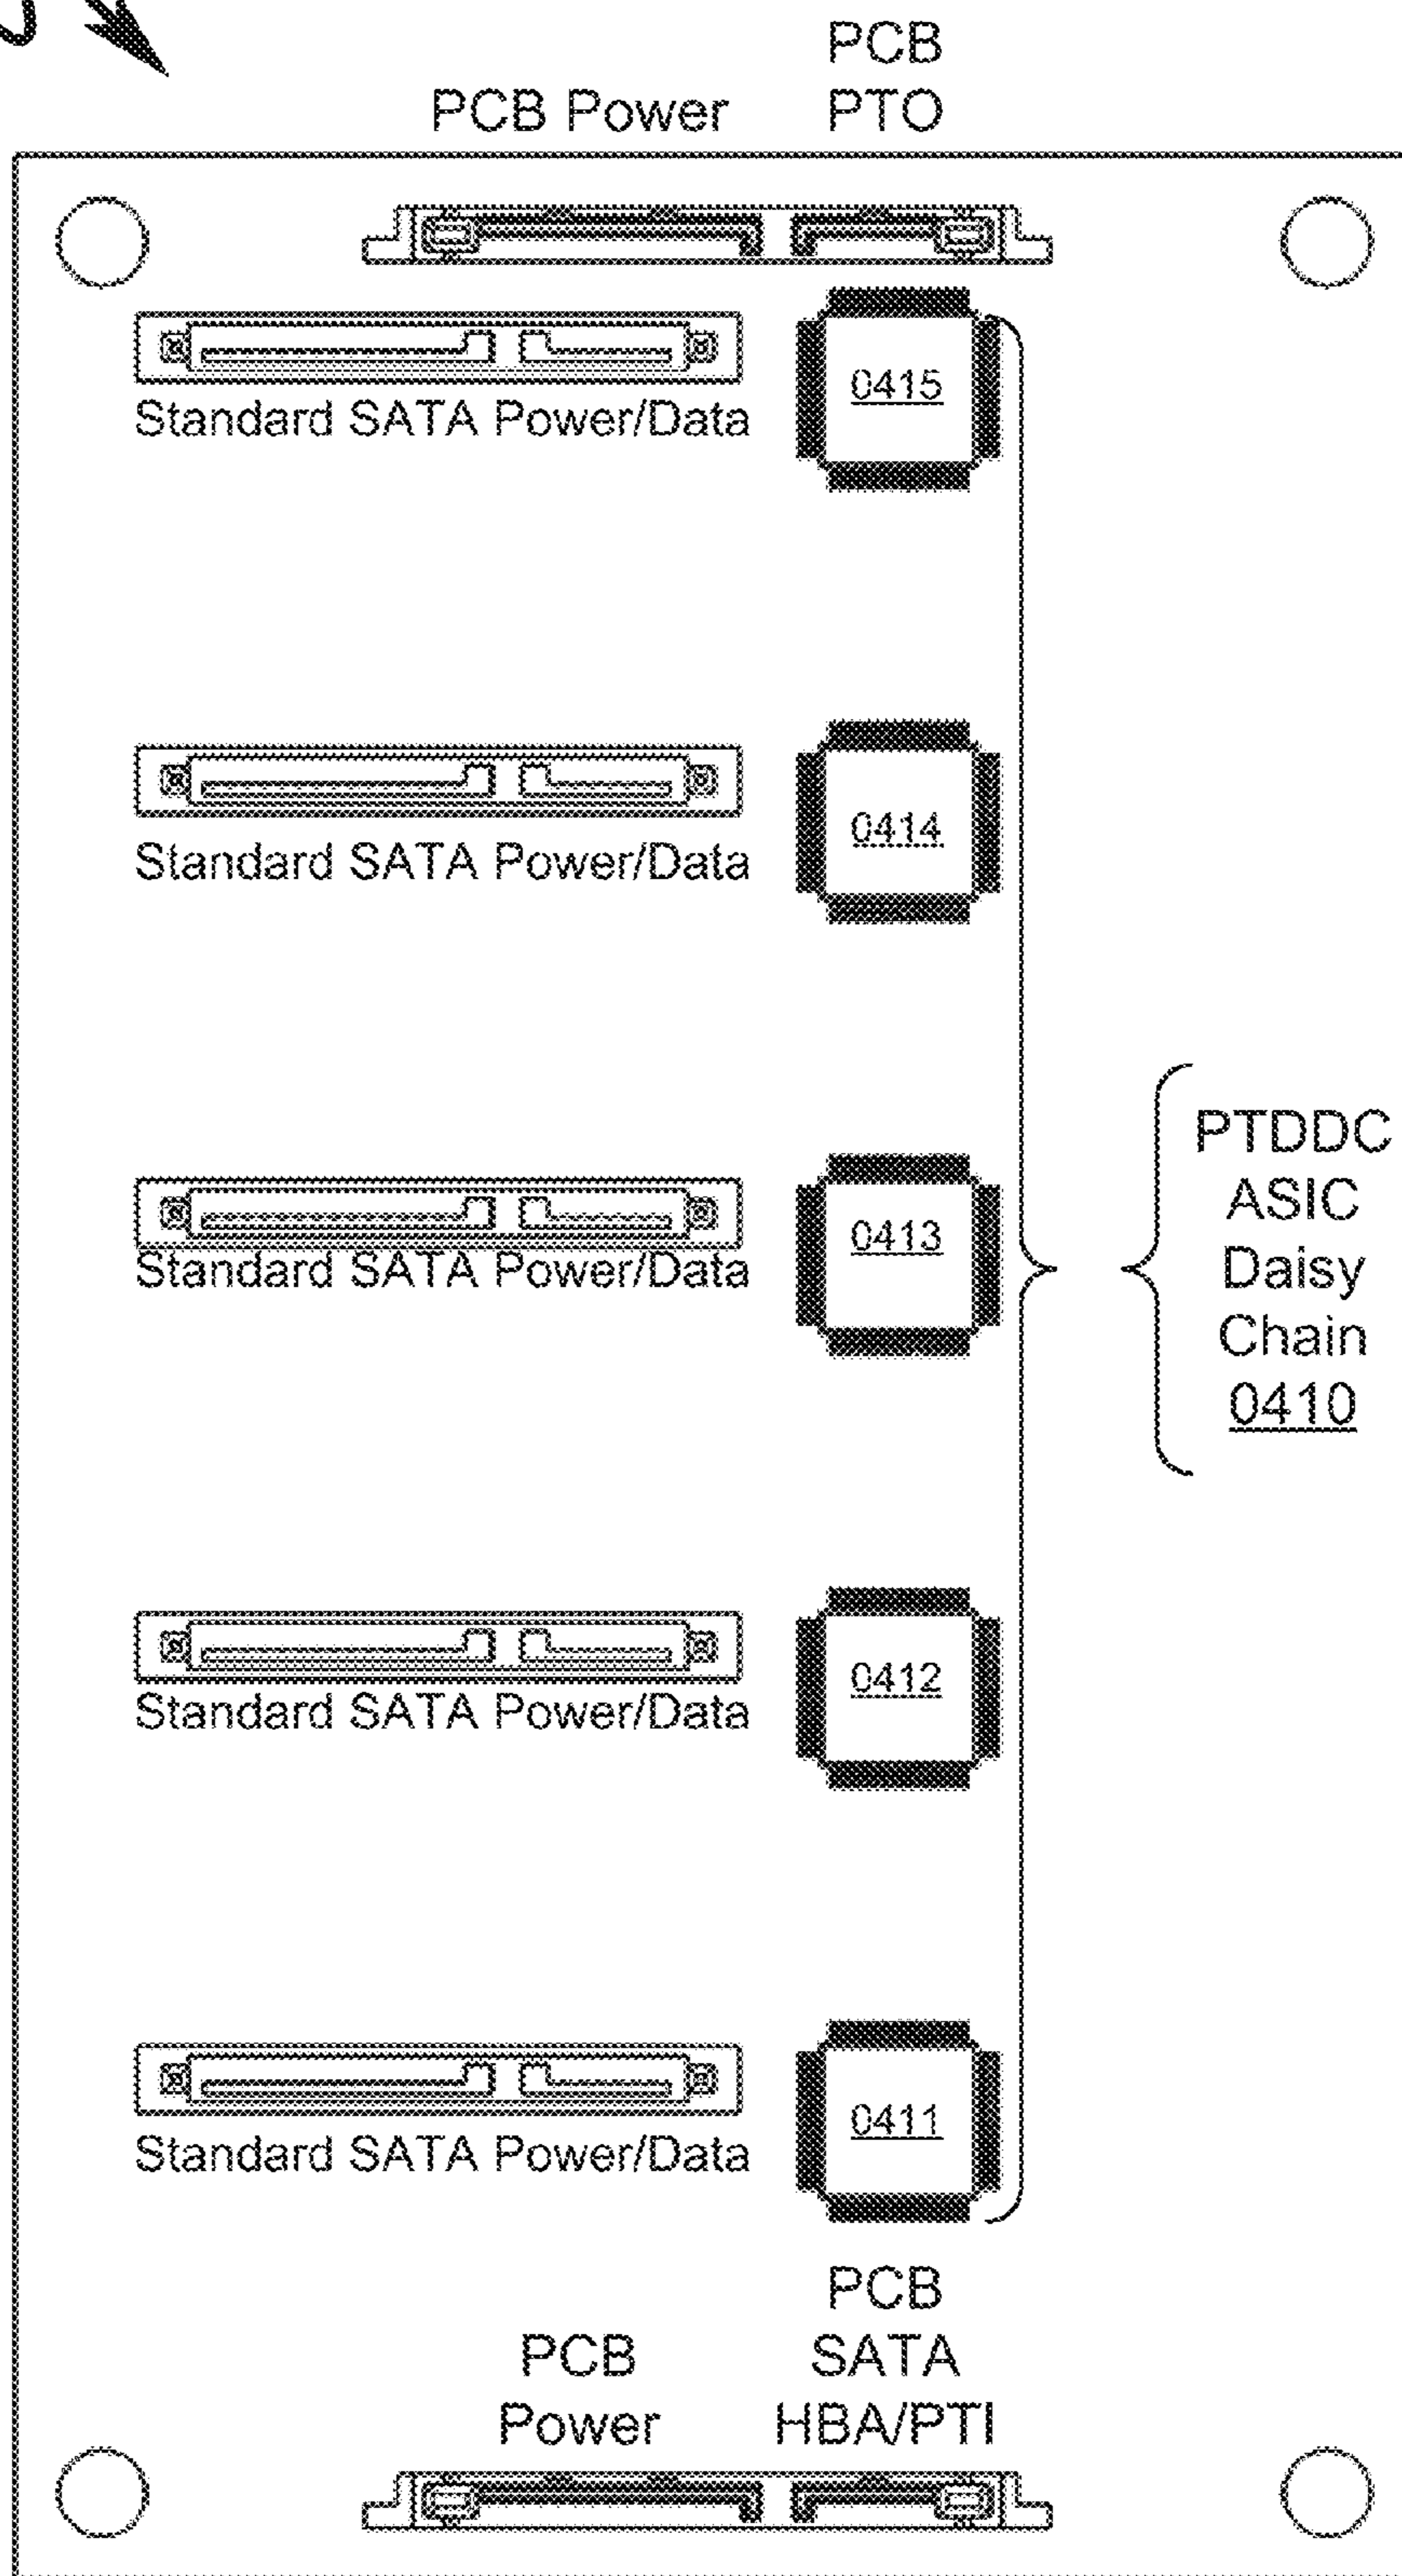 PCB Power
PCB
PTO
Standard SATA Power/Data
0415
Standard SATA Power/Data
0414
Standard SATA Power/Data
0413
PTDDC
ASIC
Daisy
Chain
0410
Standard SATA Power/Data
0412
Standard SATA Power/Data
0411
PCB
Power
PCB
SATA
HBA/PTI